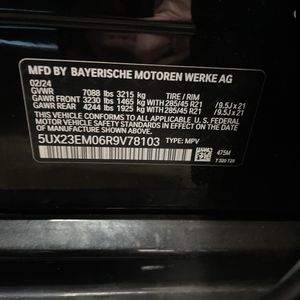 MFD BY BAYERISCHE MOTOREN WERKE AG
02/24
GVWR 7088 lbs 3215 kg TIRE / RIM
GAWR FRONT 3230 lbs 1465 kg 285/45 R21 / 9.5J x 21
GAWR REAR 4244 lbs 1925 kg 285/45 R21 / 9.5J x 21
THIS VEHICLE CONFORMS TO ALL APPLICABLE U.S. FEDERAL
MOTOR VEHICLE SAFETY STANDARDS IN EFFECT ON THE
DATE OF MANUFACTURE SHOWN ABOVE.
5UX23EM06R9V78103 TYPE: MPV 475M
T 320 725